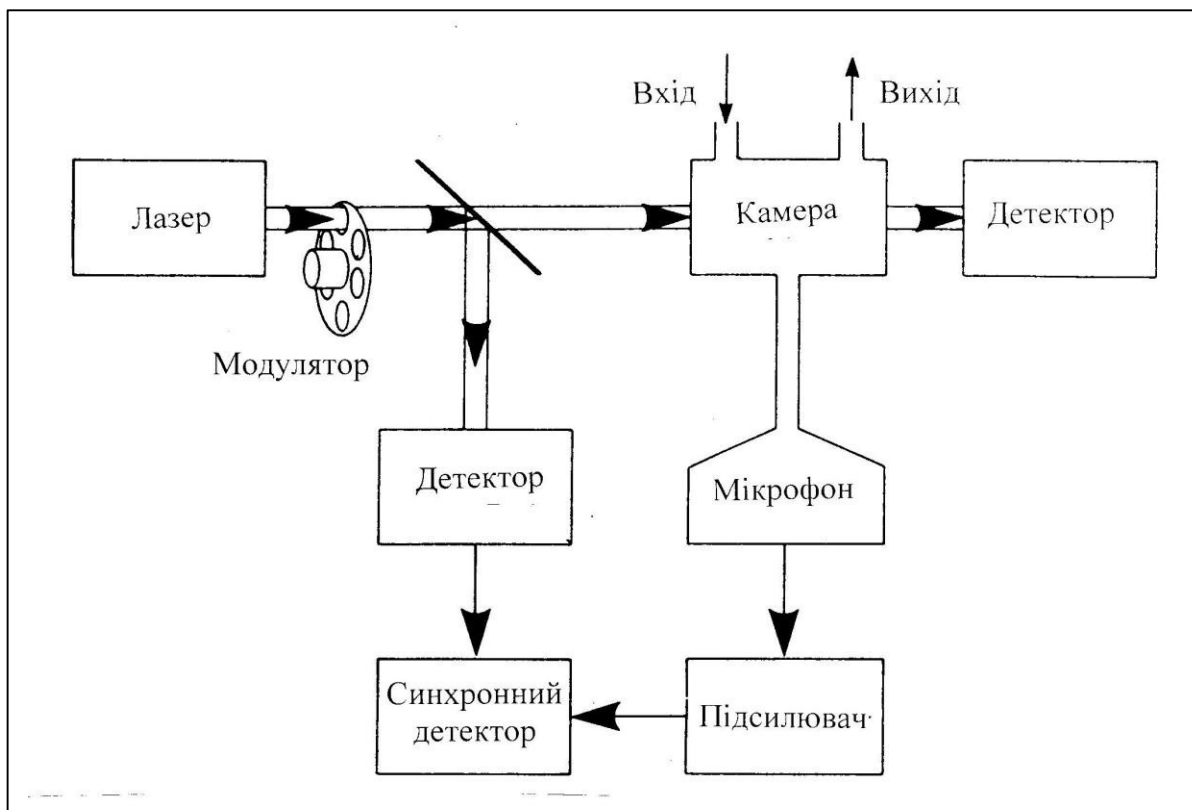 Вхід
Вихід
Лазер
Камера
Детектор
Модулятор
Детектор
Мікрофон
Синхронний
детектор
Підсилювач